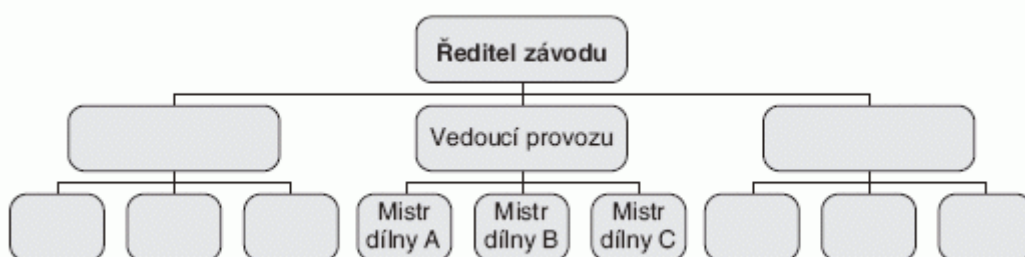 Ředitel závodu
Vedoucí provozu
Mistr
dílny A
Mistr
dílny B
Mistr
dílny C